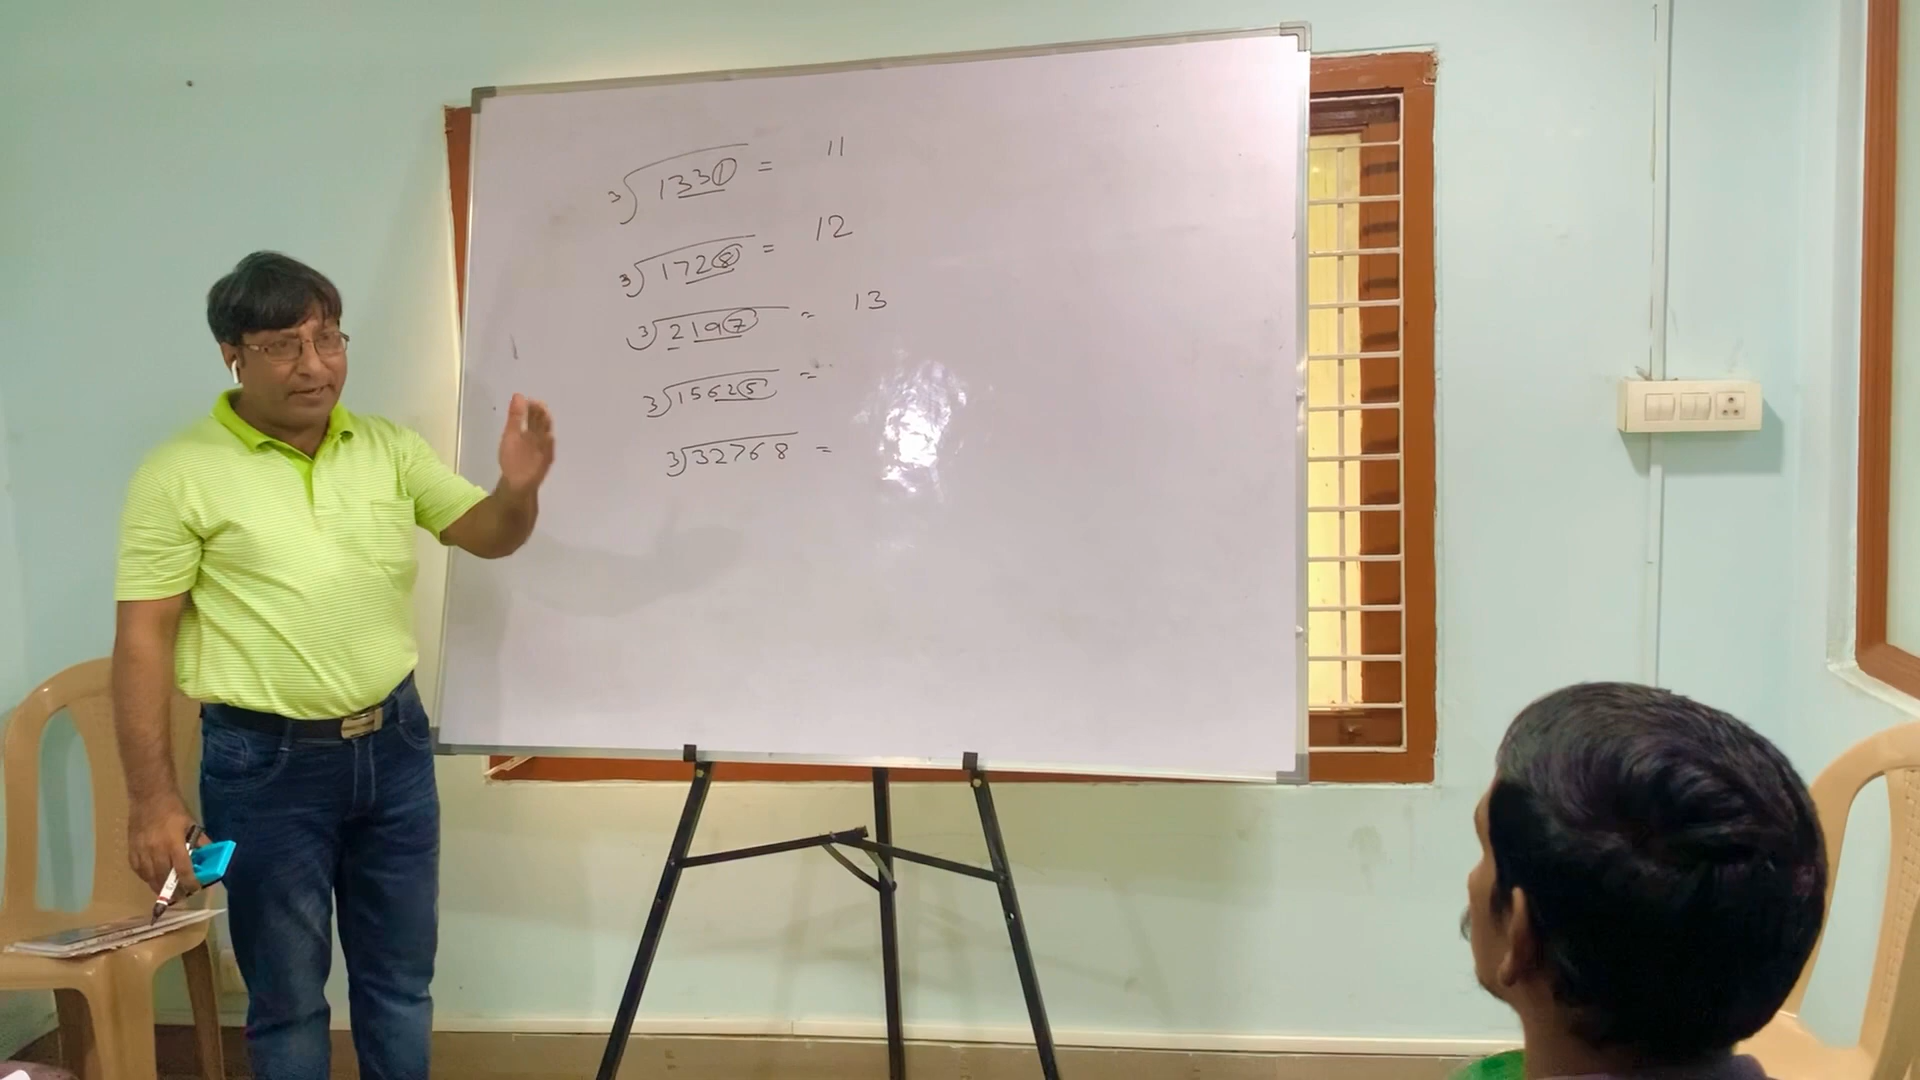 ∛1331 = 11
∛1728 = 12
∛2197 = 13
∛15625 =
∛32768 =